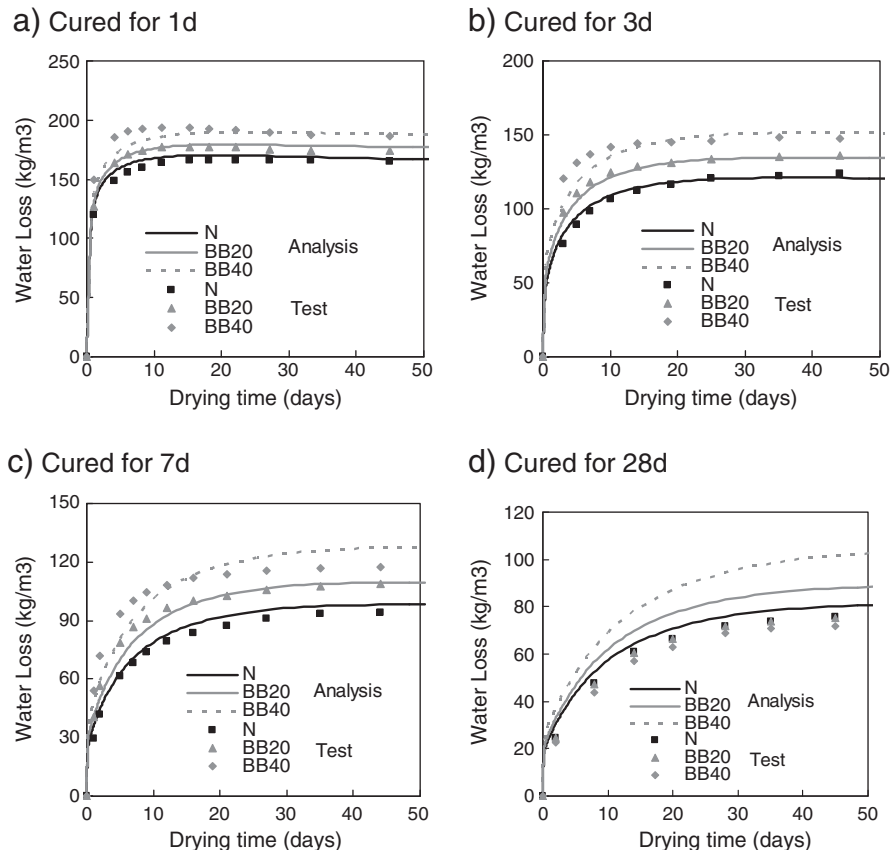 a) Cured for 1d
250
200
150
100
50
0
Water Loss (kg/m3)
N
BB20
BB40
Analysis
N
BB20
BB40
Test
0 10 20 30 40 50
Drying time (days)
b) Cured for 3d
200
150
100
50
0
Water Loss (kg/m3)
N
BB20
BB40
Analysis
N
BB20
BB40
Test
0 10 20 30 40 50
Drying time (days)
c) Cured for 7d
150
120
90
60
30
0
Water Loss (kg/m3)
N
BB20
BB40
Analysis
N
BB20
BB40
Test
0 10 20 30 40 50
Drying time (days)
d) Cured for 28d
120
100
80
60
40
20
0
Water Loss (kg/m3)
N
BB20
BB40
Analysis
N
BB20
BB40
Test
0 10 20 30 40 50
Drying time (days)